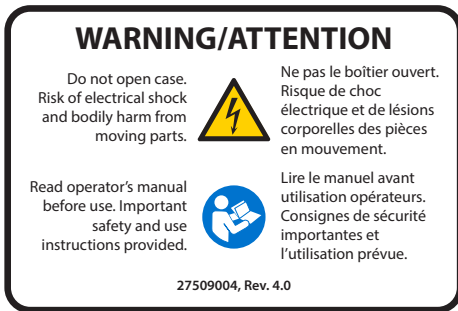 WARNING/ATTENTION
Do not open case.
Risk of electrical shock
and bodily harm from
moving parts.
Ne pas le boîtier ouvert.
Risque de choc
électrique et de lésions
corporelles des pièces
en mouvement.
Read operator's manual
before use. Important
safety and use
instructions provided.
Lire le manuel avant
utilisation opérateurs.
Consignes de sécurité
importantes et
l'utilisation prévue.
27509004, Rev. 4.0